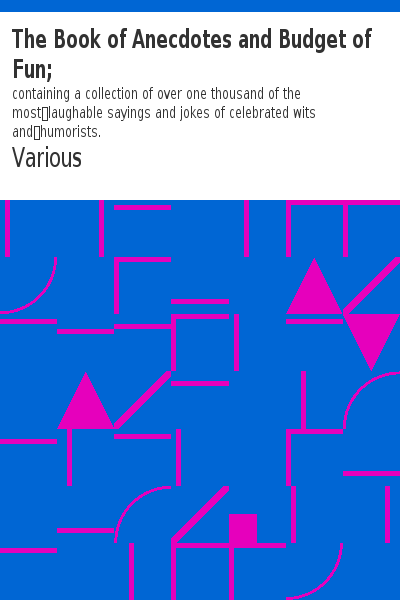 The Book of Anecdotes and Budget of
Fun;
containing a collection of over one thousand of the
most▯laughable sayings and jokes of celebrated wits
and▯humorists.
Various